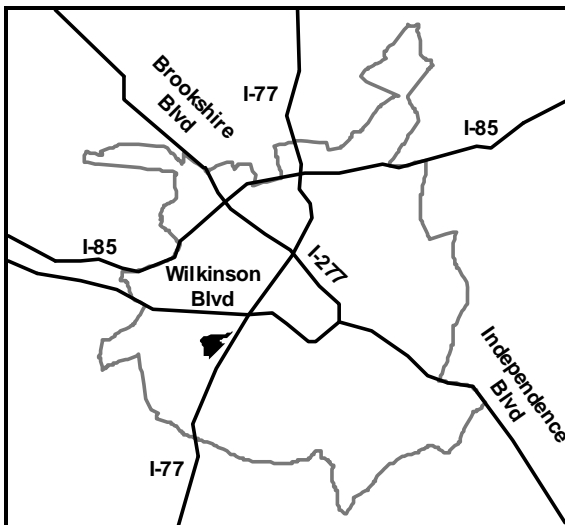 Brookshire
Blvd
I-77
I-85
I-85
I-277
Wilkinson
Blvd
Independence
Blvd
I-77